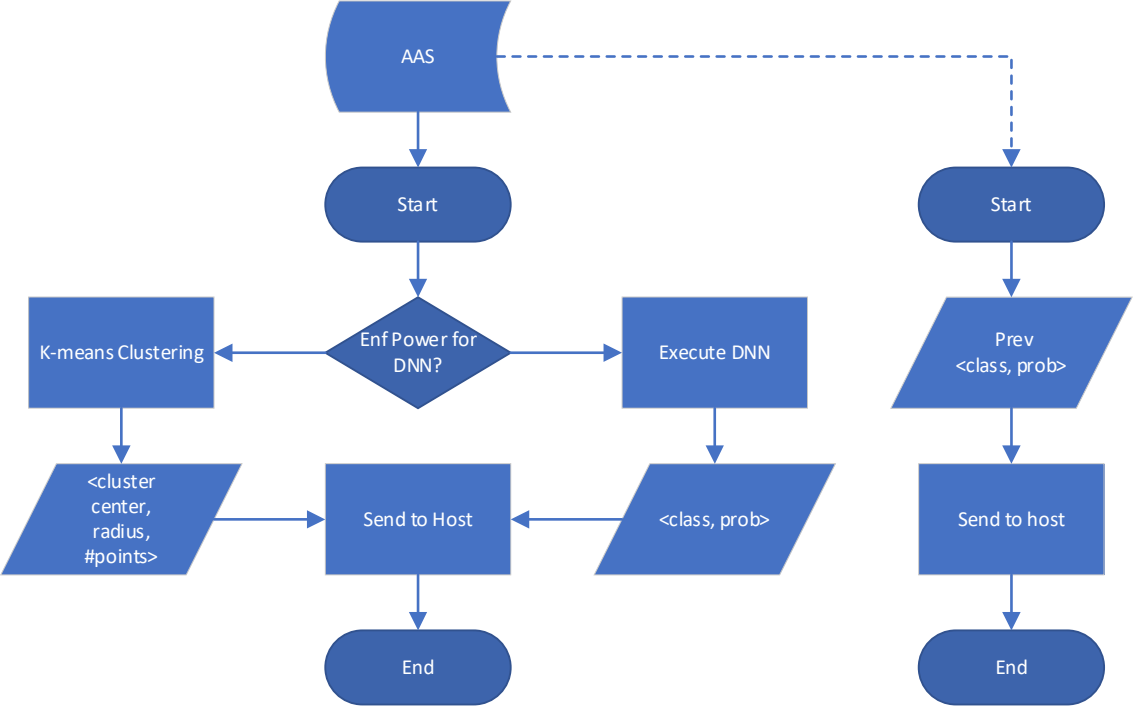 AAS
Start
Start
K-means Clustering
Enf Power for
DNN?
Execute DNN
Prev
<class, prob>
<cluster
center,
radius,
#points>
Send to Host
<class, prob>
Send to host
End
End